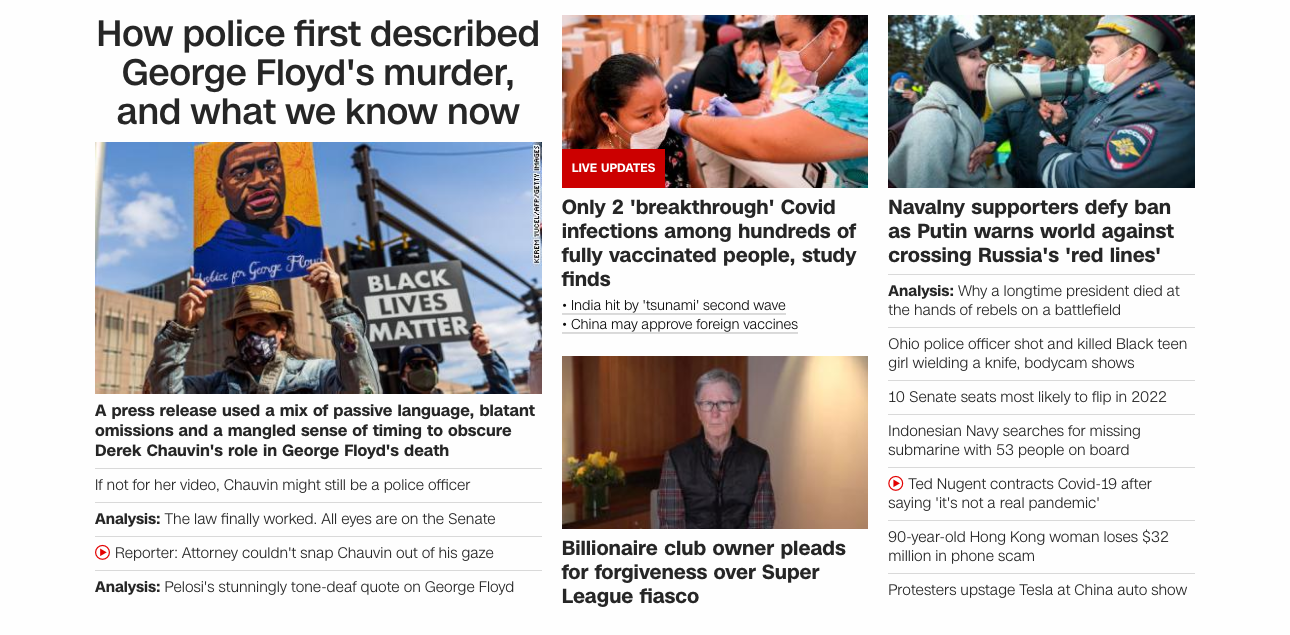 How police first described
George Floyd's murder,
and what we know now
Justice for George Floyd
BLACK
LIVES
MATTER
KEREM YUCEL/AFP/GETTY IMAGES
A press release used a mix of passive language, blatant
omissions and a mangled sense of timing to obscure
Derek Chauvin's role in George Floyd's death
If not for her video, Chauvin might still be a police officer
Analysis: The law finally worked. All eyes are on the Senate
Reporter: Attorney couldn't snap Chauvin out of his gaze
Analysis: Pelosi's stunningly tone-deaf quote on George Floyd
LIVE UPDATES
Only 2 'breakthrough' Covid
infections among hundreds of
fully vaccinated people, study
finds
• India hit by 'tsunami' second wave
• China may approve foreign vaccines
Billionaire club owner pleads
for forgiveness over Super
League fiasco
РОССИЯ
Navalny supporters defy ban
as Putin warns world against
crossing Russia's 'red lines'
Analysis: Why a longtime president died at
the hands of rebels on a battlefield
Ohio police officer shot and killed Black teen
girl wielding a knife, bodycam shows
10 Senate seats most likely to flip in 2022
Indonesian Navy searches for missing
submarine with 53 people on board
Ted Nugent contracts Covid-19 after
saying 'it's not a real pandemic'
90-year-old Hong Kong woman loses $32
million in phone scam
Protesters upstage Tesla at China auto show